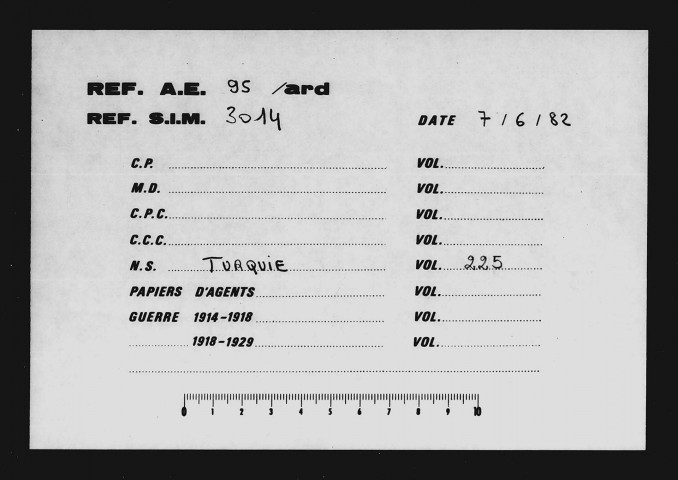 REF. A.E. 95 /ard
REF. S.I.M. 3014 DATE 7 / 6 / 82
C.P. VOL.
M.D. VOL.
C.P.C. VOL.
C.C.C. VOL.
N.S. TURQUIE VOL. 225
PAPIERS D'AGENTS VOL.
GUERRE 1914-1918 VOL.
1918-1929 VOL.
0 1 2 3 4 5 6 7 8 9 10